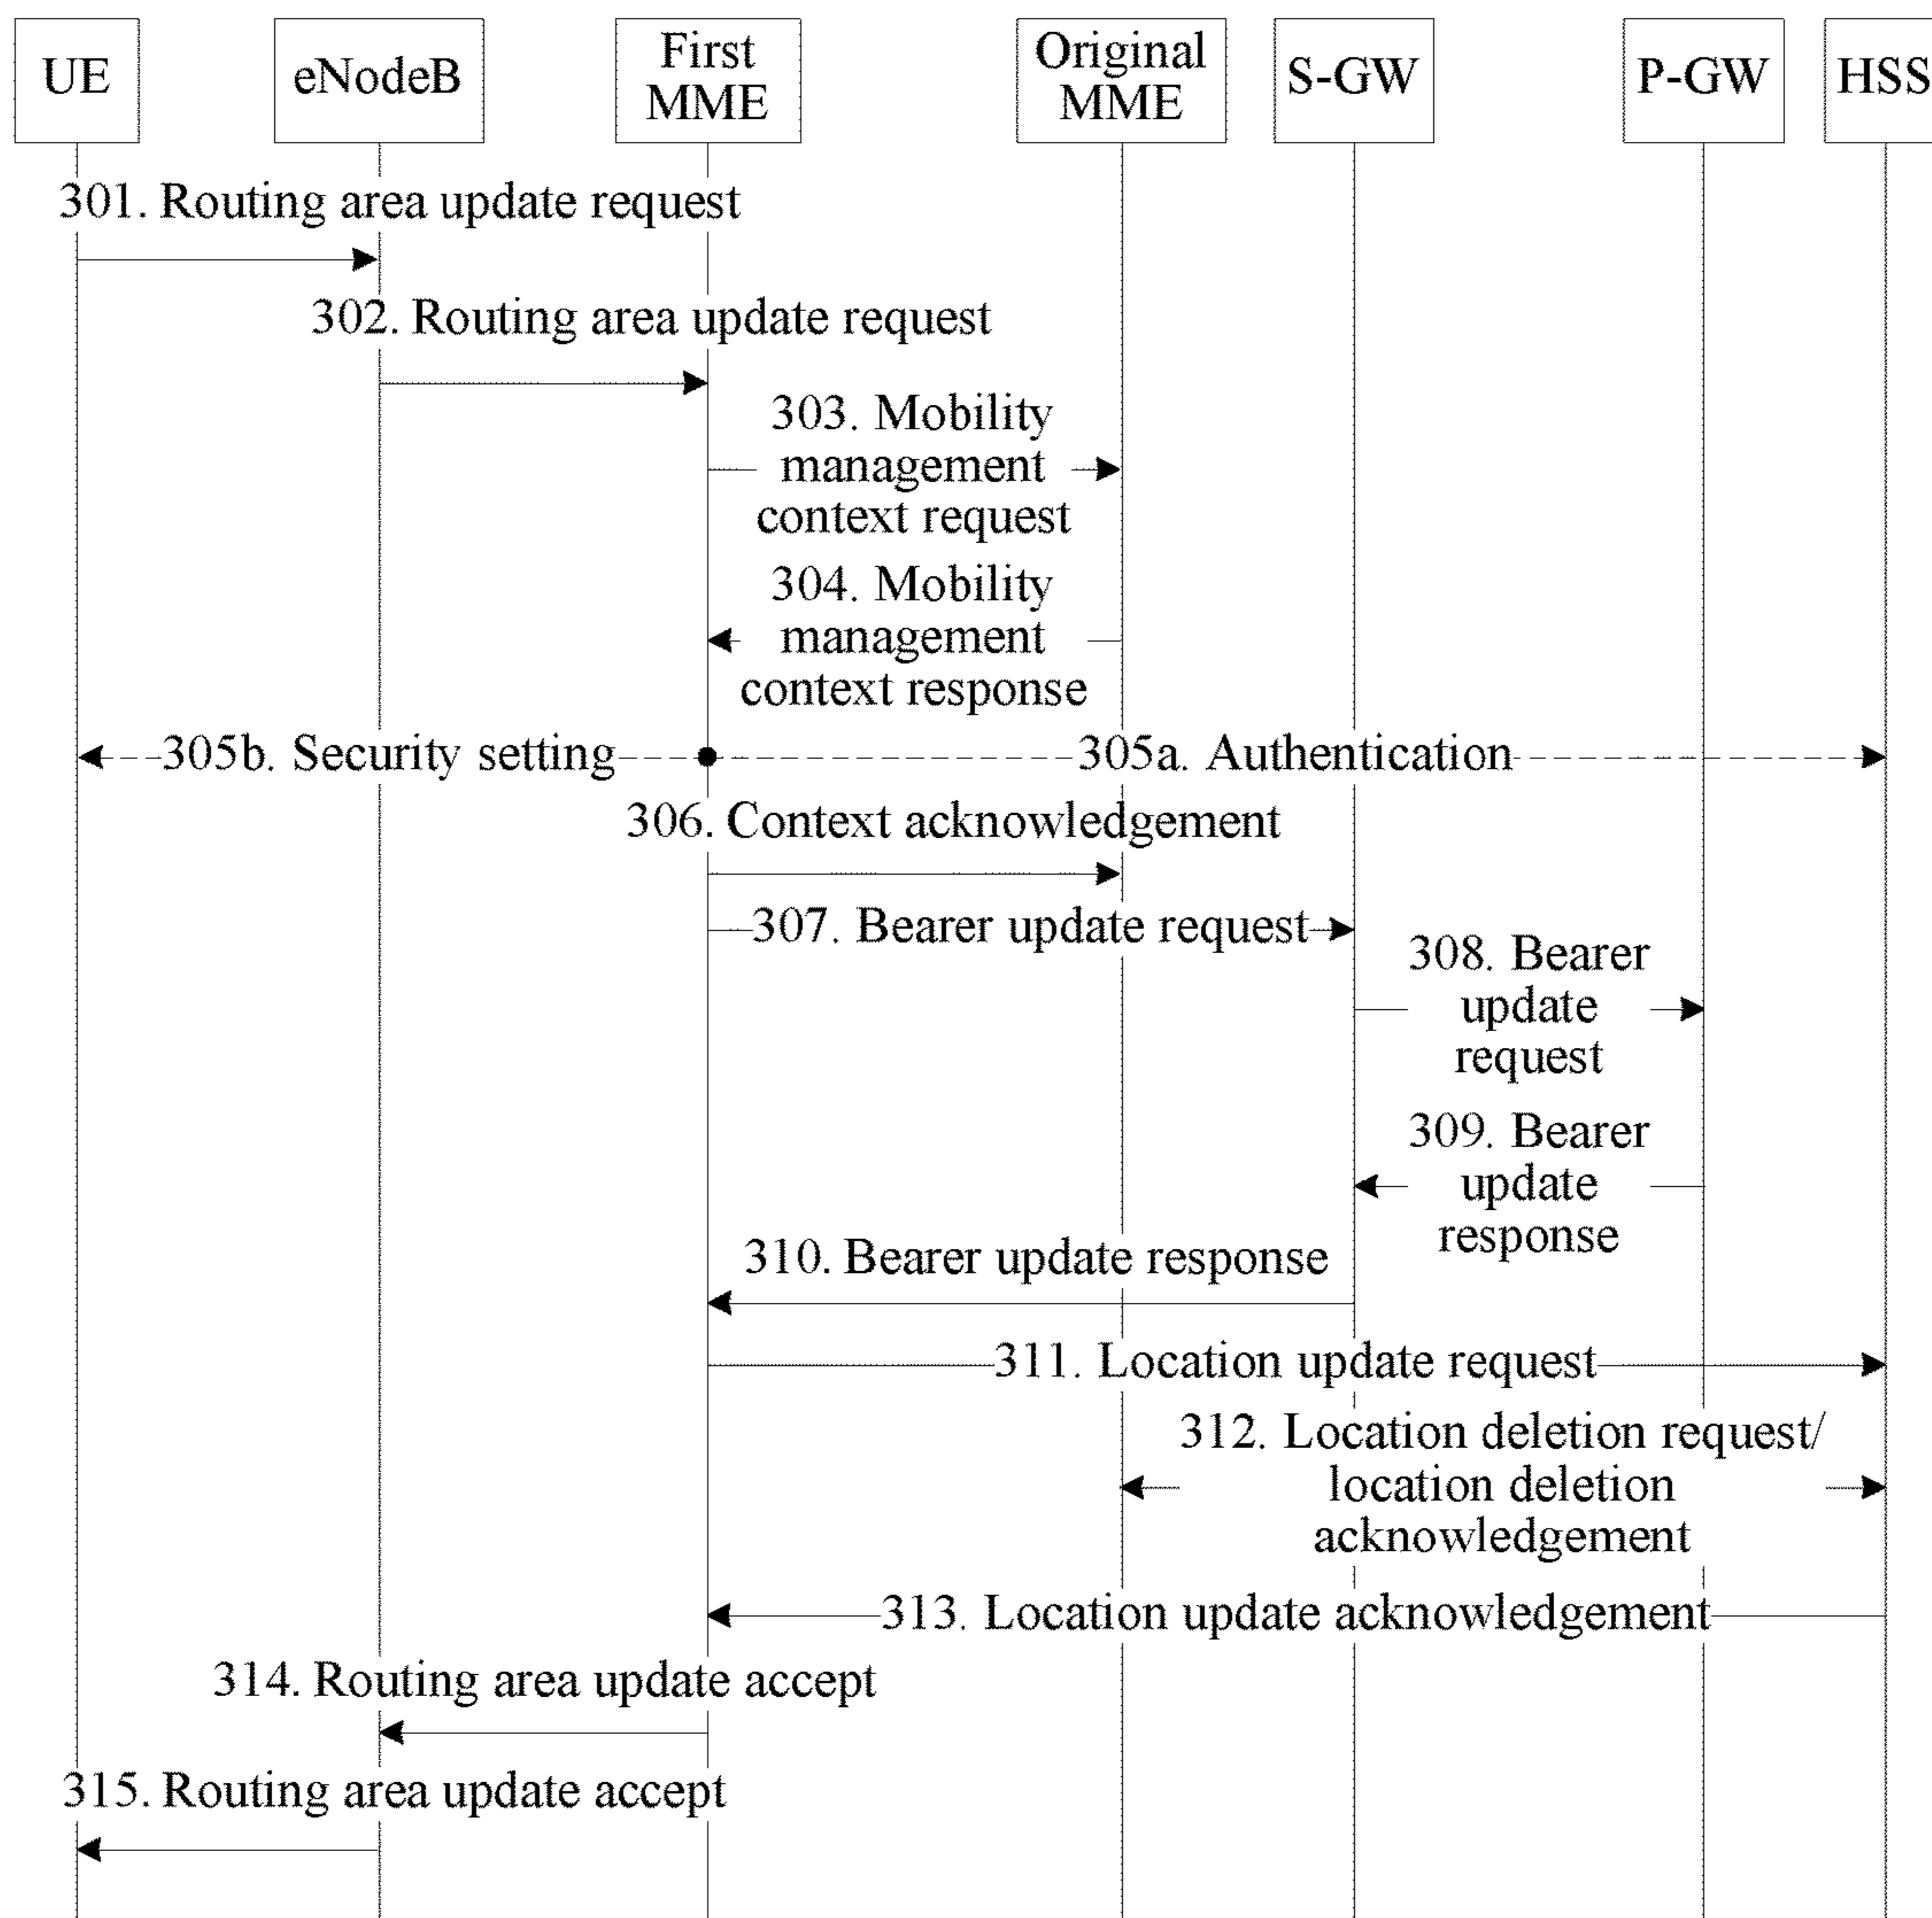 UE
eNodeB
First
MME
Original
MME
S-GW
P-GW
HSS
301. Routing area update request
302. Routing area update request
303. Mobility
management
context request
304. Mobility
management
context response
305b. Security setting
305a. Authentication
306. Context acknowledgement
307. Bearer update request
308. Bearer
update
request
309. Bearer
update
response
310. Bearer update response
311. Location update request
312. Location deletion request/
location deletion
acknowledgement
313. Location update acknowledgement
314. Routing area update accept
315. Routing area update accept